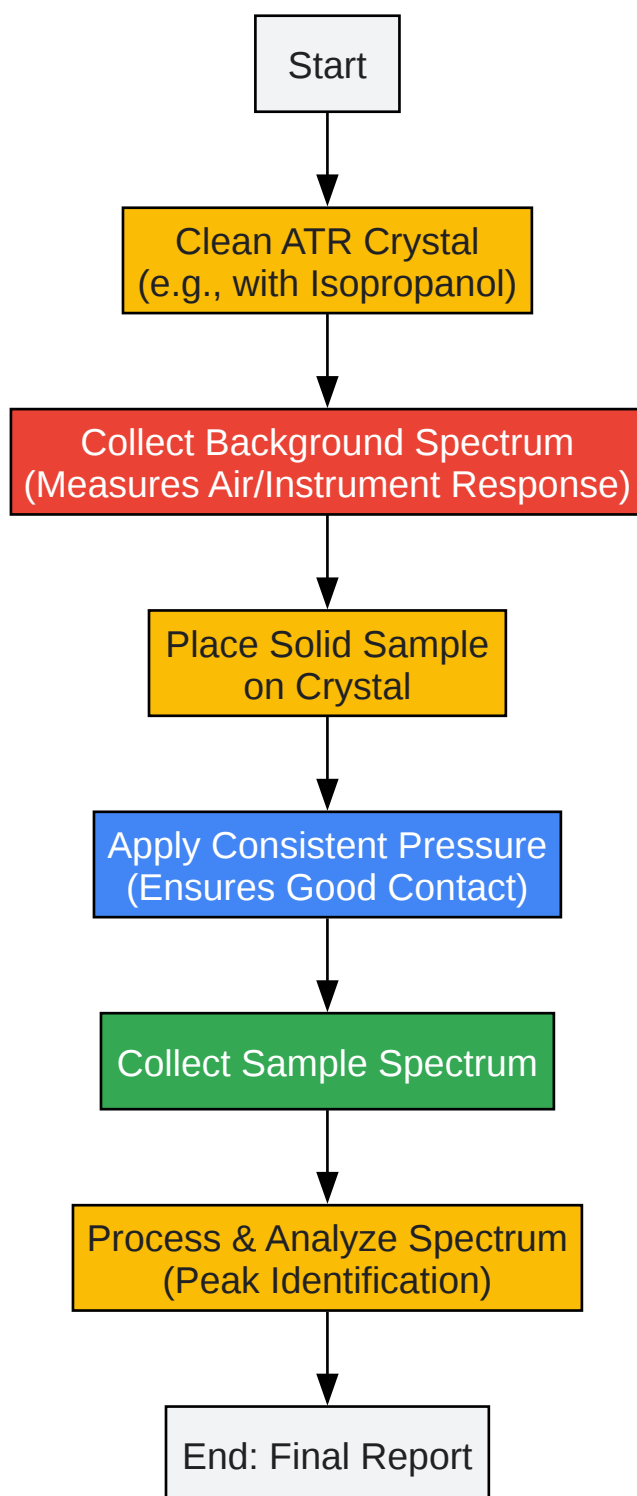 Start
Clean ATR Crystal
(e.g., with Isopropanol)
Collect Background Spectrum
(Measures Air/Instrument Response)
Place Solid Sample
on Crystal
Apply Consistent Pressure
(Ensures Good Contact)
Collect Sample Spectrum
Process & Analyze Spectrum
(Peak Identification)
End: Final Report